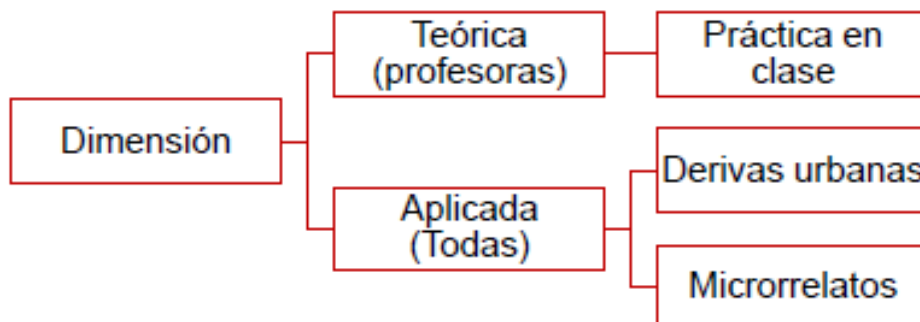 Teórica
(profesoras)
Práctica en
clase
Dimensión
Derivas urbanas
Aplicada
(Todas)
Microrrelatos